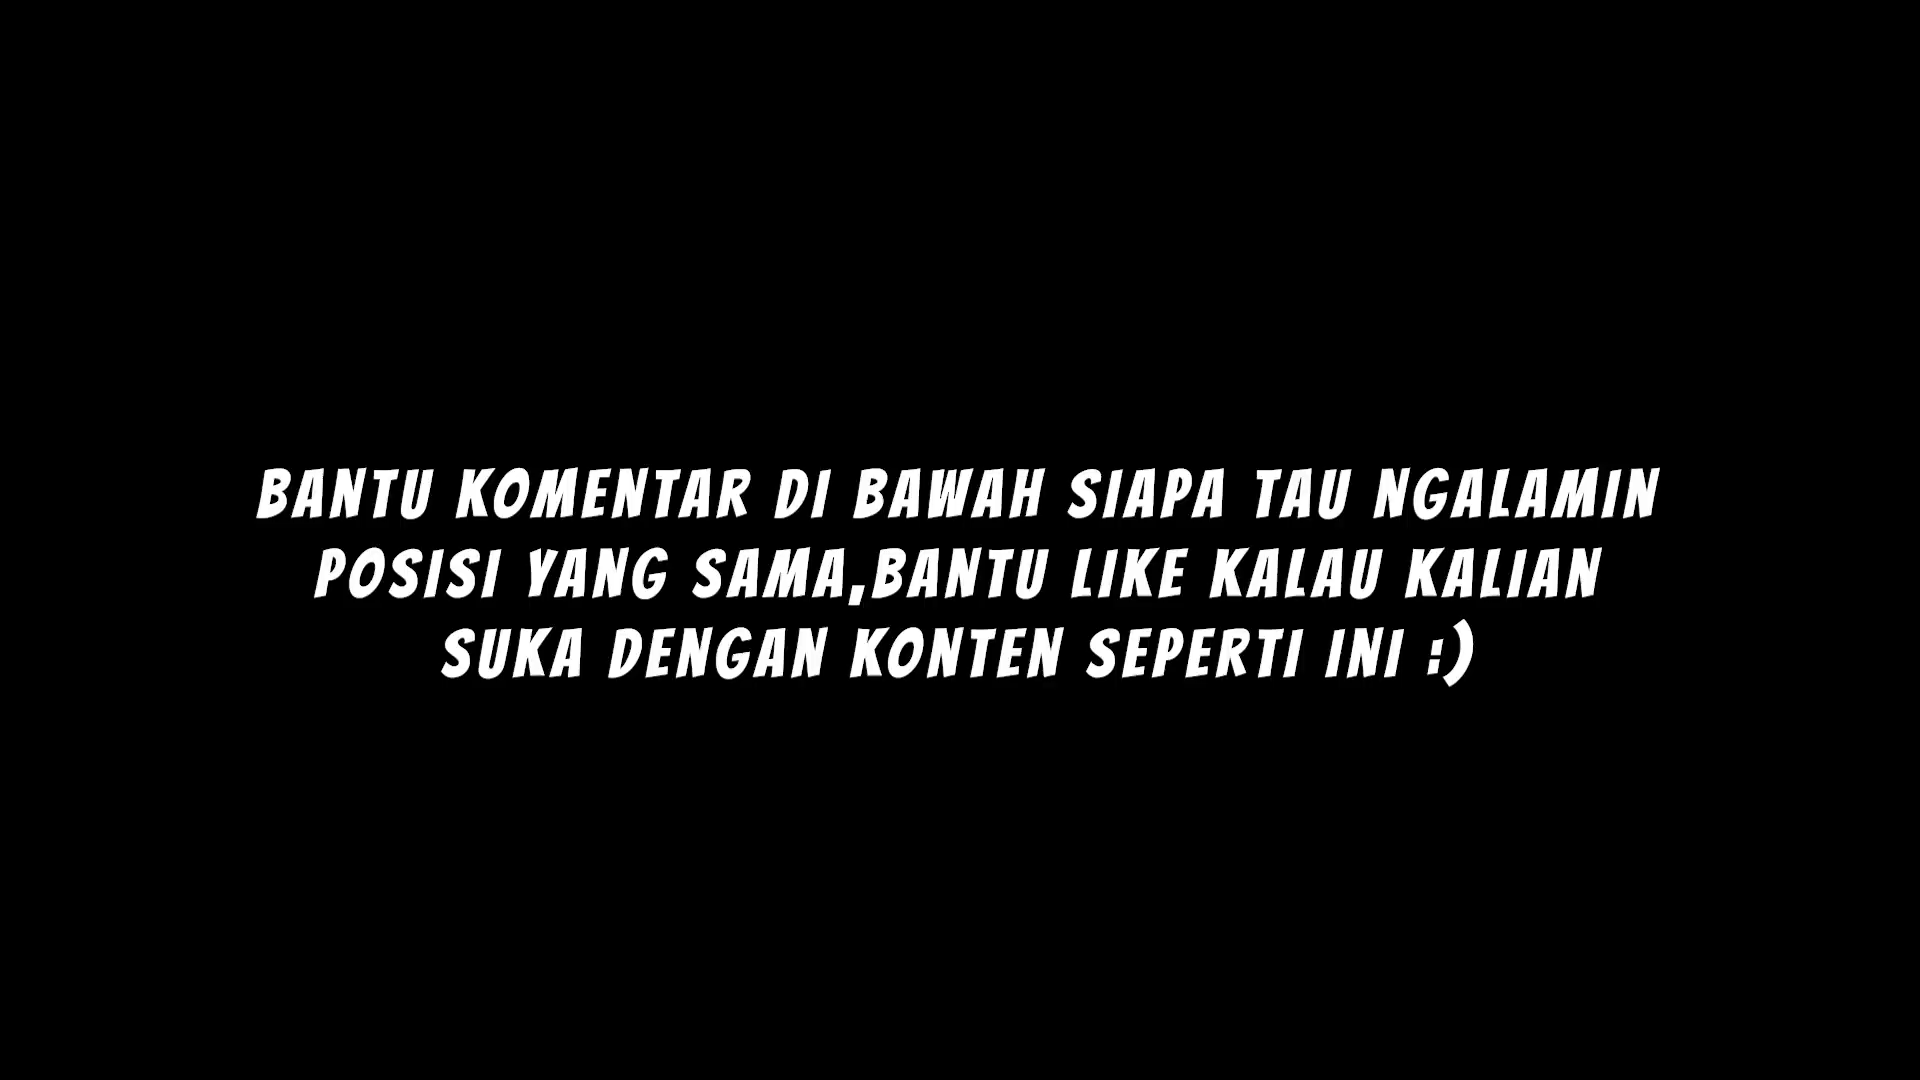 BANTU KOMENTAR DI BAWAH SIAPA TAU NGALAMIN
POSISI YANG SAMA,BANTU LIKE KALAU KALIAN
SUKA DENGAN KONTEN SEPERTI INI :)